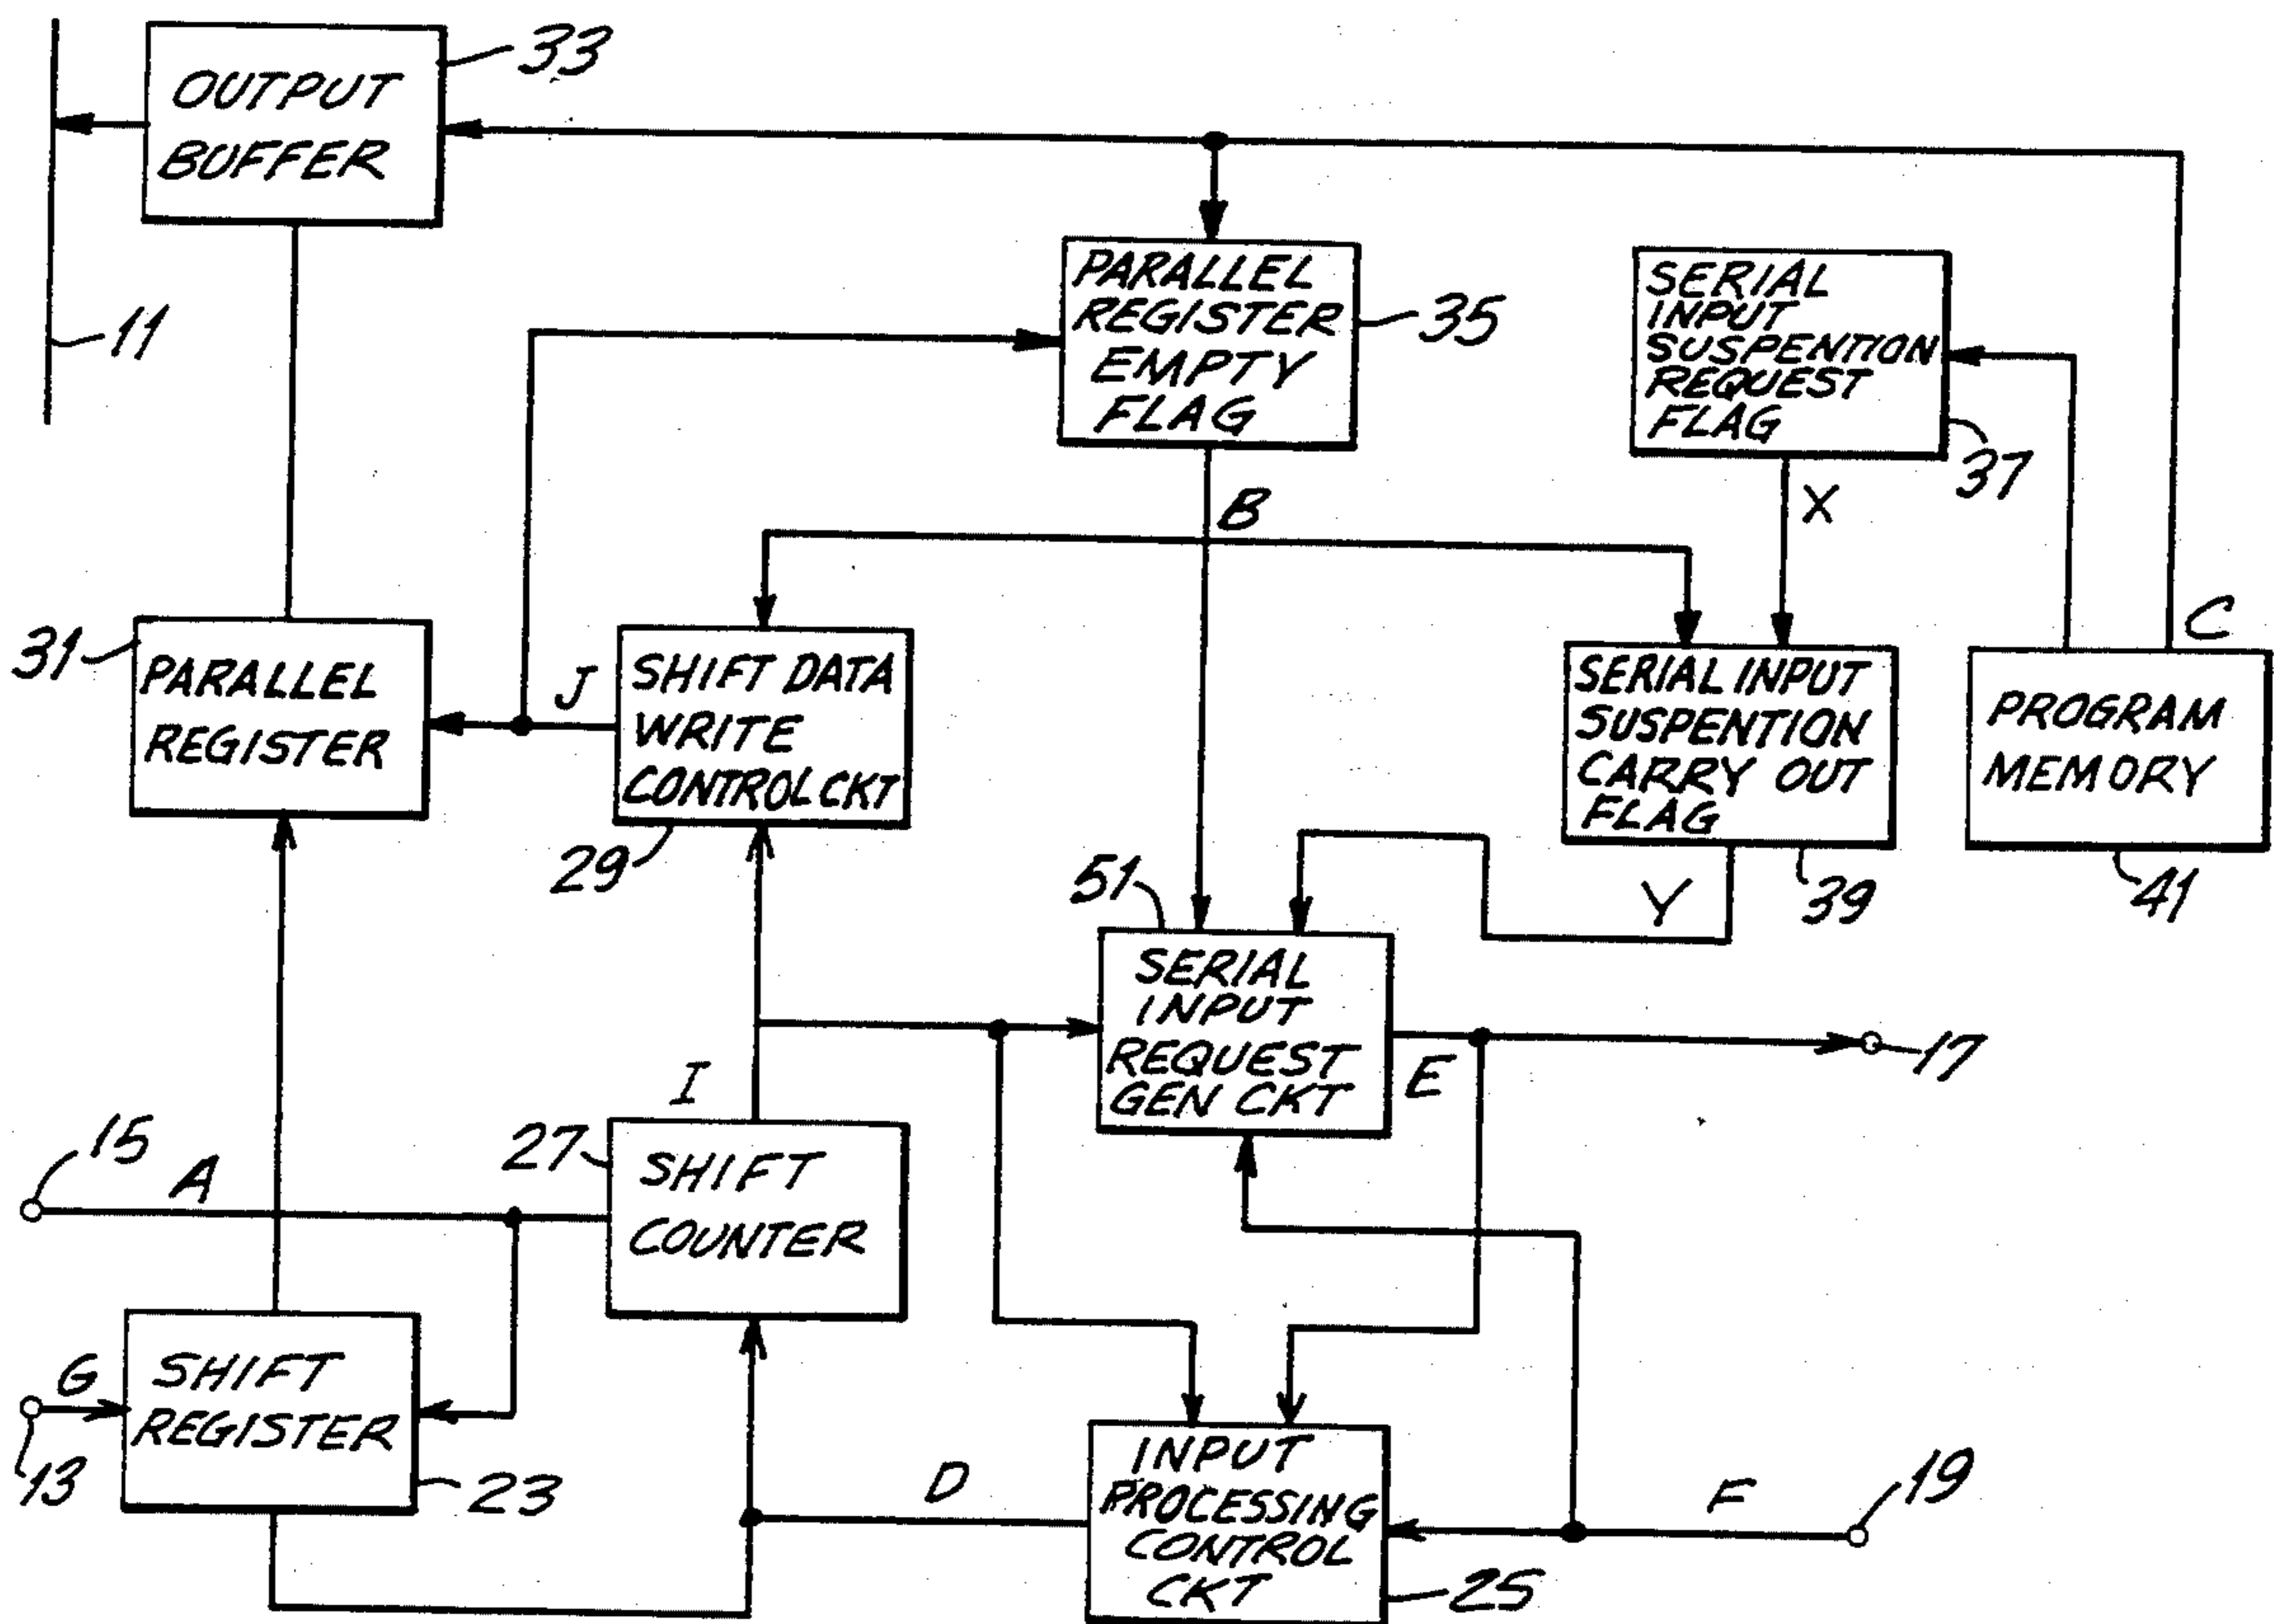 OUTPUT
BUFFER
33
11
PARALLEL
REGISTER
EMPTY
FLAG
35
SERIAL
INPUT
SUSPENTION
REQUEST
FLAG
37
B
X
C
31
PARALLEL
REGISTER
J
SHIFT DATA
WRITE
CONTROL CKT
29
SERIAL INPUT
SUSPENTION
CARRY OUT
FLAG
39
PROGRAM
MEMORY
41
Y
51
SERIAL
INPUT
REQUEST
GEN CKT
E
17
I
15
A
27
SHIFT
COUNTER
G
13
SHIFT
REGISTER
23
D
INPUT
PROCESSING
CONTROL
CKT
25
F
19